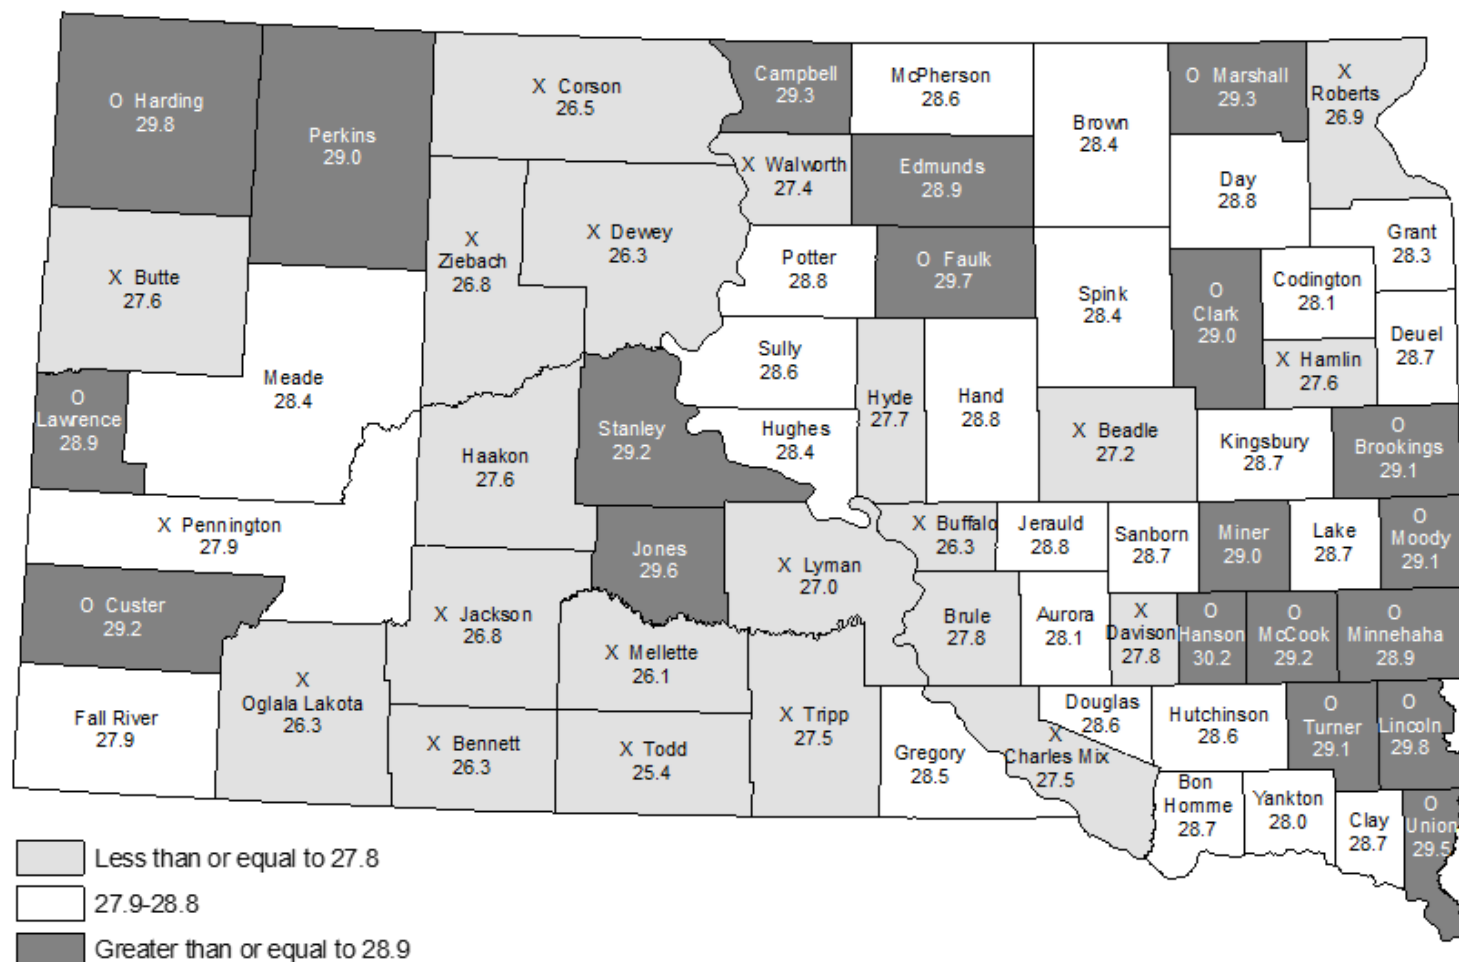 O Harding
29.8
Perkins
29.0
X Corson
26.5
Campbell
29.3
McPherson
28.6
Brown
28.4
O Marshall
29.3
X
Roberts
26.9
X Walworth
27.4
Edmunds
28.9
Day
28.8
Grant
28.3
X Butte
27.6
X
Ziebach
26.8
X Dewey
26.3
Potter
28.8
O Faulk
29.7
Spink
28.4
O
Clark
29.0
Codington
28.1
Deuel
28.7
X Hamlin
27.6
Meade
28.4
O
Lawrence
28.9
Haakon
27.6
Stanley
29.2
Sully
28.6
Hughes
28.4
Hyde
27.7
Hand
28.8
X Beadle
27.2
Kingsbury
28.7
O
Brookings
29.1
X Pennington
27.9
Jones
29.6
X Lyman
27.0
X Buffalo
26.3
Jerauld
28.8
Sanborn
28.7
Miner
29.0
Lake
28.7
O
Moody
29.1
O Custer
29.2
X Jackson
26.8
X Mellette
26.1
Brule
27.8
Aurora
28.1
X
Davison
27.8
O
Hanson
30.2
O
McCook
29.2
O
Minnehaha
28.9
Fall River
27.9
X
Oglala Lakota
26.3
X Bennett
26.3
X Todd
25.4
X Tripp
27.5
Gregory
28.5
X
Charles Mix
27.5
Douglas
28.6
Hutchinson
28.6
O
Turner
29.1
O
Lincoln
29.8
Bon
Homme
28.7
Yankton
28.0
Clay
28.7
O
Union
29.5
Less than or equal to 27.8
27.9-28.8
Greater than or equal to 28.9